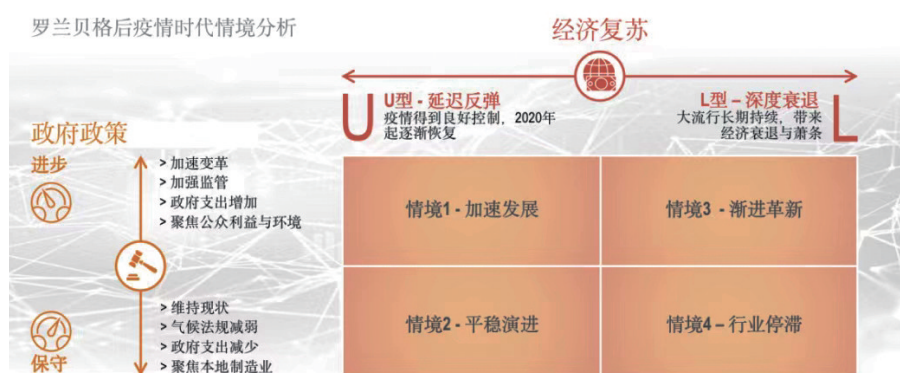 罗兰贝格后疫情时代情境分析
经济复苏
U
U型 - 延迟反弹
疫情得到良好控制，2020年
起逐渐恢复
L型 – 深度衰退
大流行长期持续，带来
经济衰退与萧条
L
政府政策
进步
> 加速变革
> 加强监管
> 政府支出增加
> 聚焦公众利益与环境
情境1 - 加速发展
情境3 - 渐进革新
保守
> 维持现状
> 气候法规减弱
> 政府支出减少
> 聚焦本地制造业
情境2 - 平稳演进
情境4 – 行业停滞